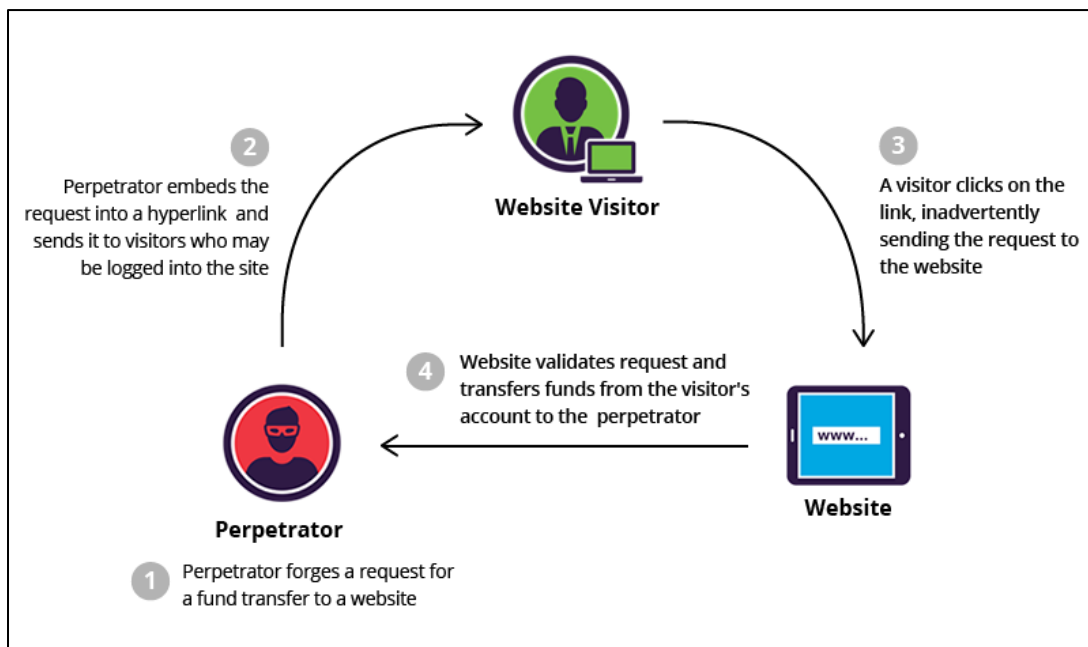 2
Perpetrator embeds the
request into a hyperlink and
sends it to visitors who may
be logged into the site
Website Visitor
3
A visitor clicks on the
link, inadvertently
sending the request to
the website
4
Website validates request and
transfers funds from the visitor's
account to the perpetrator
www...
Website
Perpetrator
1
Perpetrator forges a request for
a fund transfer to a website